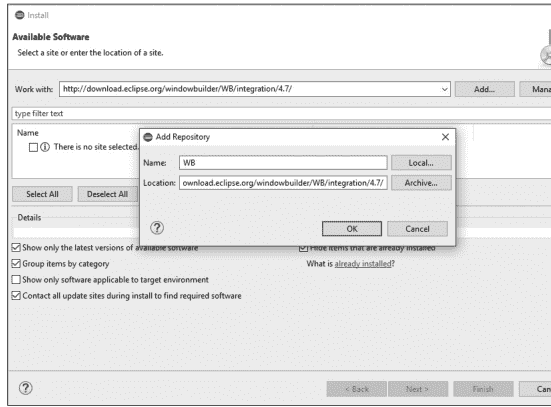 Install
Available Software
Select a site or enter the location of a site.
Work with: http://download.eclipse.org/windowbuilder/WB/integration/4.7/ Add...
type filter text
Name
There is no site selected.
Add Repository
Name: WB Local...
Location: ownload.eclipse.org/windowbuilder/WB/integration/4.7/ Archive...
? OK Cancel
Select All Deselect All
Details
Show only the latest versions of available software
Hide items that are already installed
Group items by category
What is already installed?
Show only software applicable to target environment
Contact all update sites during install to find required software
? < Back Next > Finish